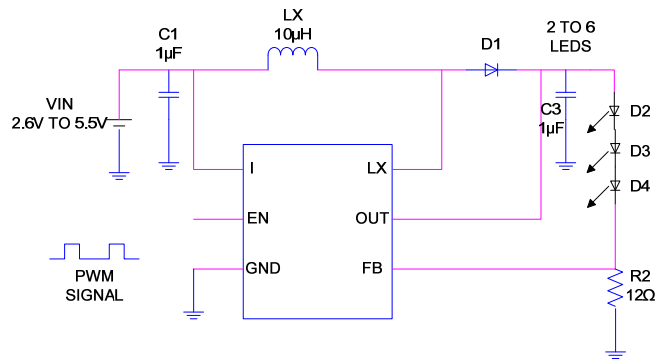 LX
10µH
C1
1µF
D1
2 TO 6
LEDS
VIN
2.6V TO 5.5V
C3
1µF
D2
D3
D4
I
LX
EN
OUT
GND
FB
PWM
SIGNAL
R2
12Ω